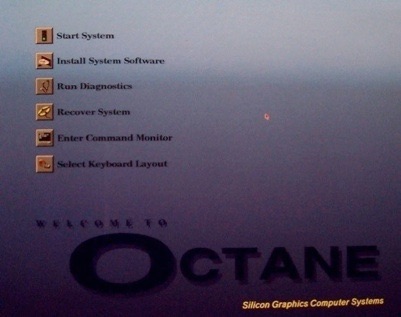 Start System
Install System Software
Run Diagnostics
Recover System
Enter Command Monitor
Select Keyboard Layout
WELCOME TO
OCTANE
Silicon Graphics Computer Systems